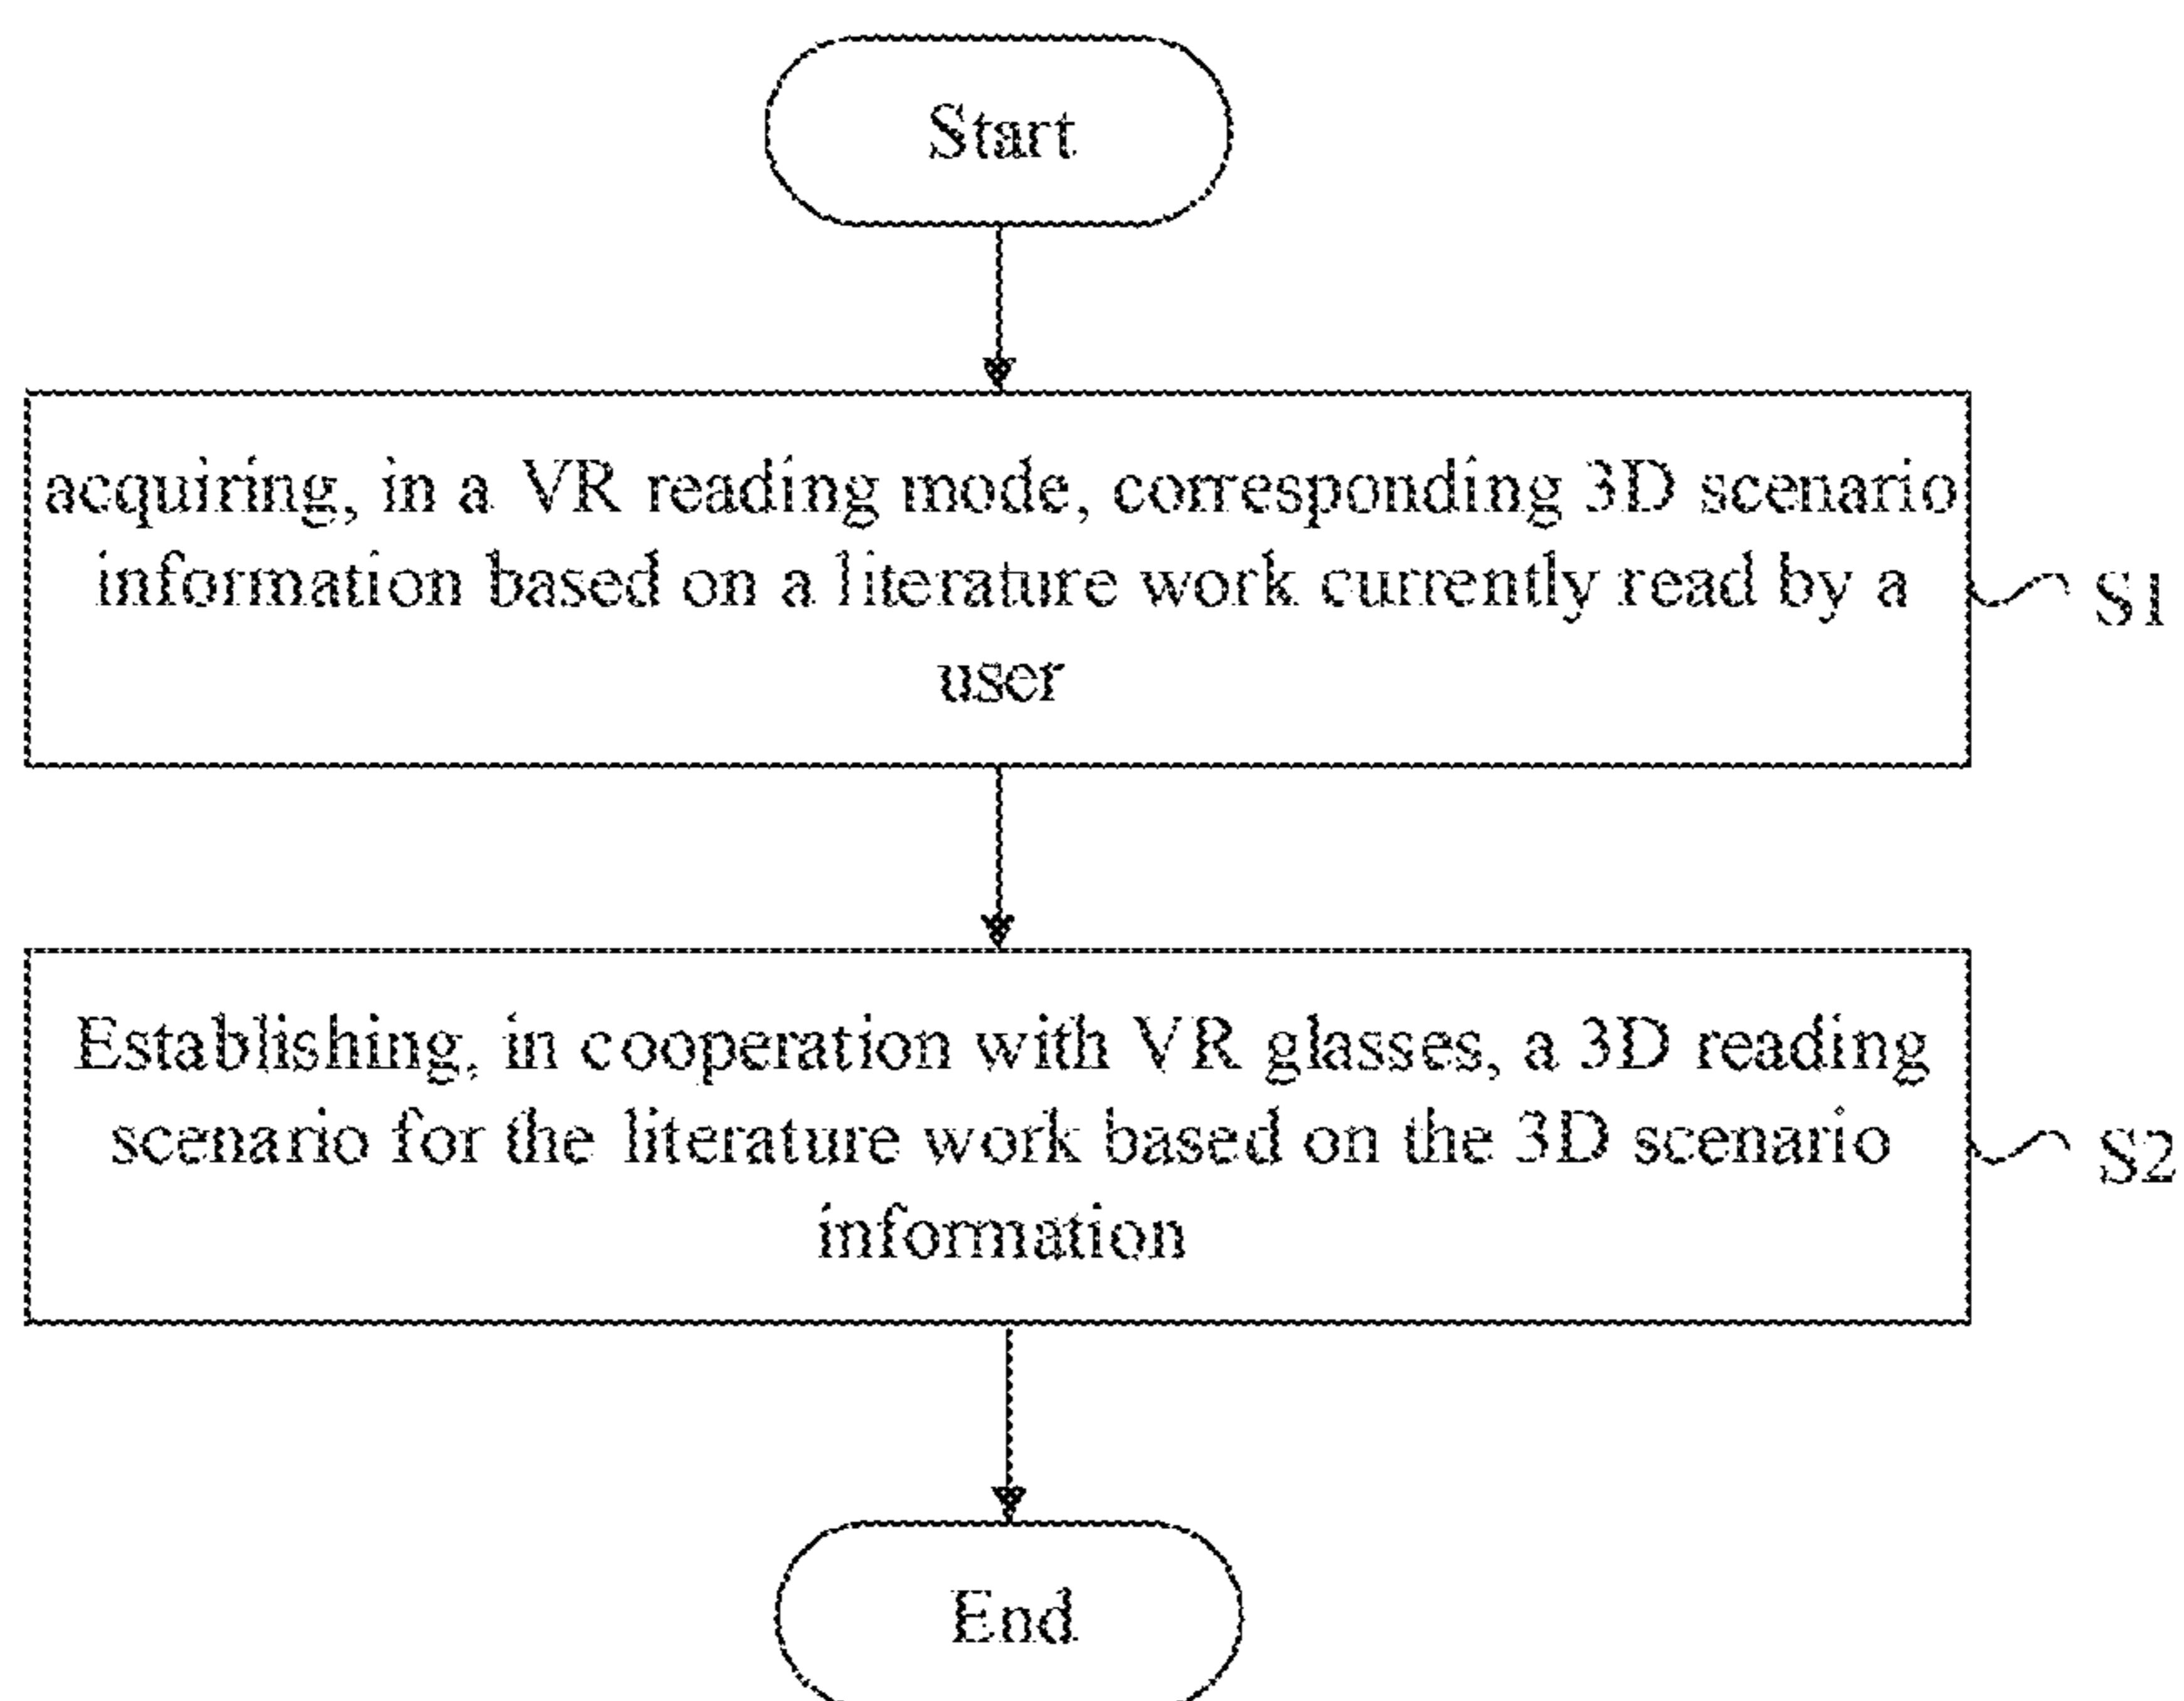 Start
acquiring, in a VR reading mode, corresponding 3D scenario
information based on a literature work currently read by a
user
S1
Establishing, in cooperation with VR glasses, a 3D reading
scenario for the literature work based on the 3D scenario
information
S2
End